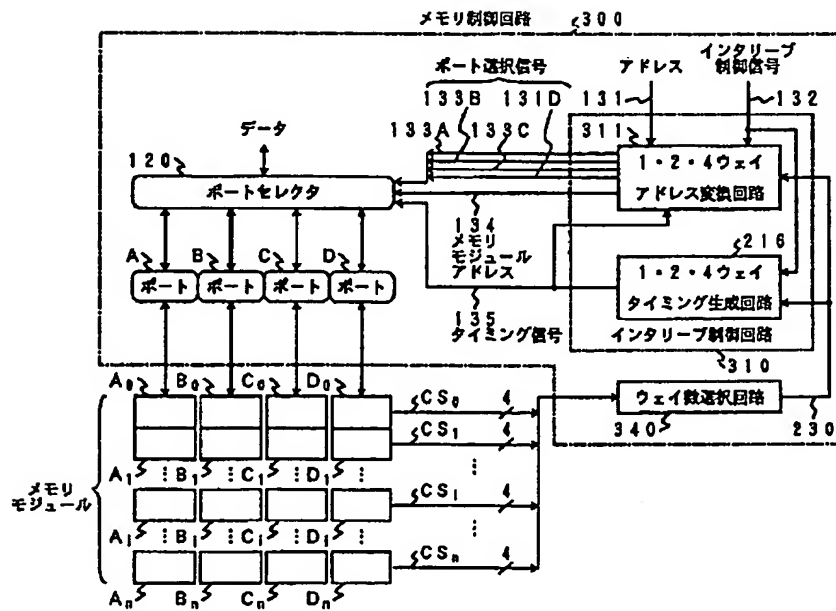 メモリ制御回路
300
ポート選択信号
133B
131D
133A
133C
アドレス
131
インタリーブ
制御信号
132
311
1・2・4ウェイ
アドレス変換回路
データ
120
ポートセレクタ
134
メモリ
モジュール
アドレス
216
1・2・4ウェイ
タイミング生成回路
インタリーブ制御回路
310
135
タイミング信号
A
B
C
D
ポート
ポート
ポート
ポート
A0
B0
C0
D0
CS0
4
CS1
4
ウェイ数選択回路
340
230
メモリ
モジュール
A1
B1
C1
D1
CSi
4
Ai
Bi
Ci
Di
CSn
4
An
Bn
Cn
Dn